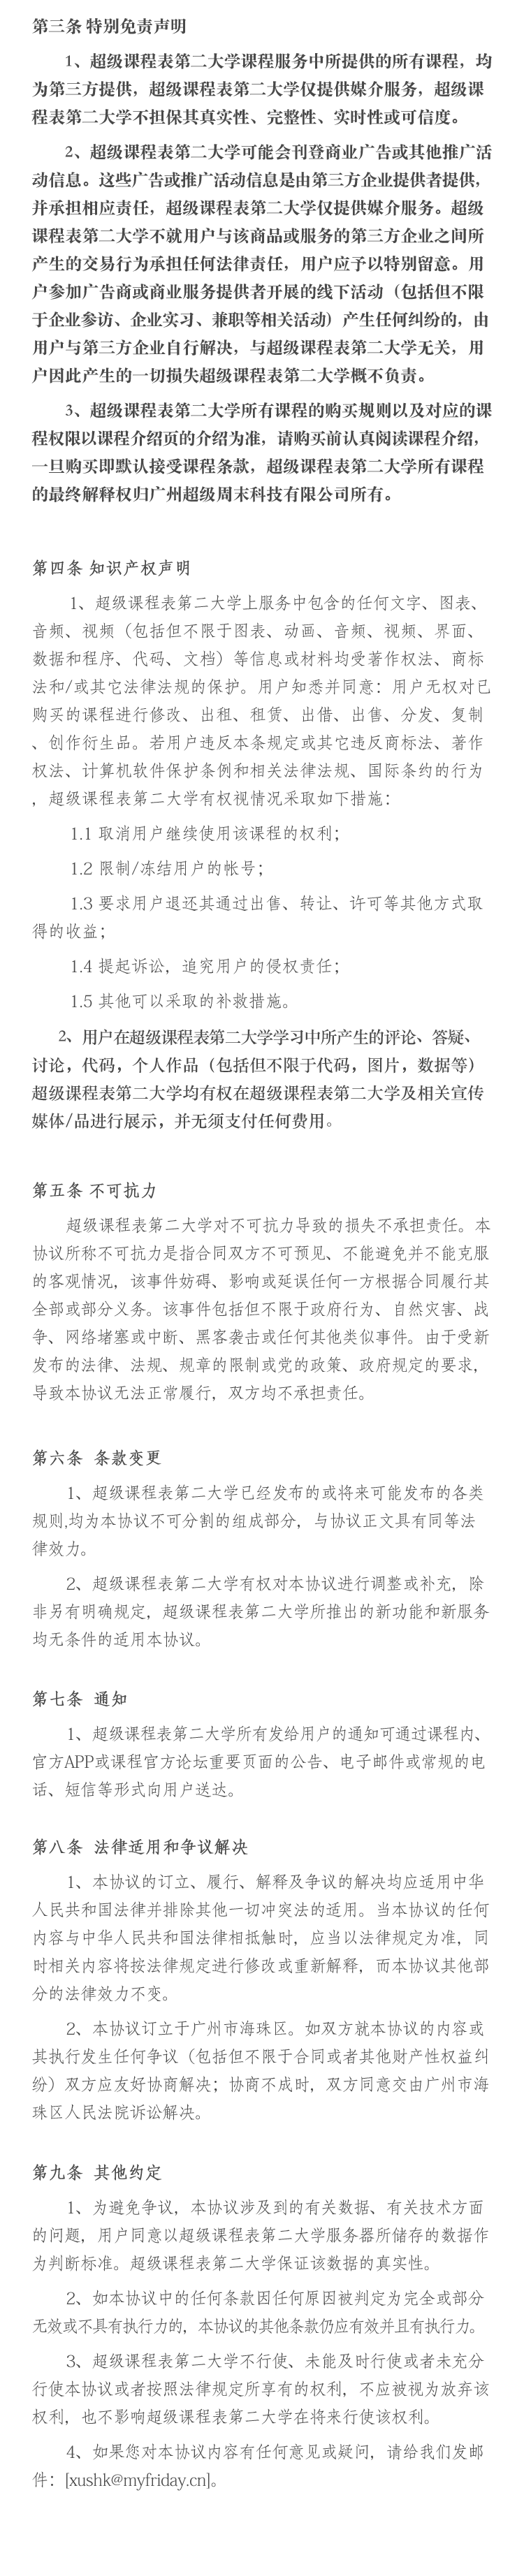 第三条 特别免责声明
1、超级课程表第二大学课程服务中所提供的所有课程，均
为第三方提供，超级课程表第二大学仅提供媒介服务，超级课
程表第二大学不担保其真实性、完整性、实时性或可信度。
2、超级课程表第二大学可能会刊登商业广告或其他推广活
动信息。这些广告或推广活动信息是由第三方企业提供者提供，
并承担相应责任，超级课程表第二大学仅提供媒介服务。超级
课程表第二大学不就用户与该商品或服务的第三方企业之间所
产生的交易行为承担任何法律责任，用户应予以特别留意。用
户参加广告商或商业服务提供者开展的线下活动（包括但不限
于企业参访、企业实习、兼职等相关活动）产生任何纠纷的，由
用户与第三方企业自行解决，与超级课程表第二大学无关，用
户因此产生的一切损失超级课程表第二大学概不负责。
3、超级课程表第二大学所有课程的购买规则以及对应的课
程权限以课程介绍页的介绍为准，请购买前认真阅读课程介绍，
一旦购买即默认接受课程条款，超级课程表第二大学所有课程
的最终解释权归广州超级周末科技有限公司所有。
第四条 知识产权声明
1、超级课程表第二大学上服务中包含的任何文字、图表、
音频、视频（包括但不限于图表、动画、音频、视频、界面、
数据和程序、代码、文档）等信息或材料均受著作权法、商标
法和/或其它法律法规的保护。用户知悉并同意：用户无权对已
购买的课程进行修改、出租、租赁、出借、出售、分发、复制
、创作衍生品。若用户违反本条规定或其它违反商标法、著作
权法、计算机软件保护条例和相关法律法规、国际条约的行为
，超级课程表第二大学有权视情况采取如下措施：
1.1 取消用户继续使用该课程的权利；
1.2 限制/冻结用户的帐号；
1.3 要求用户退还其通过出售、转让、许可等其他方式取
得的收益；
1.4 提起诉讼，追究用户的侵权责任；
1.5 其他可以采取的补救措施。
2、用户在超级课程表第二大学学习中所产生的评论、答疑、
讨论，代码，个人作品（包括但不限于代码，图片，数据等）
超级课程表第二大学均有权在超级课程表第二大学及相关宣传
媒体/品进行展示，并无须支付任何费用。
第五条 不可抗力
超级课程表第二大学对不可抗力导致的损失不承担责任。本
协议所称不可抗力是指合同双方不可预见、不能避免并不能克服
的客观情况，该事件妨碍、影响或延误任何一方根据合同履行其
全部或部分义务。该事件包括但不限于政府行为、自然灾害、战
争、网络堵塞或中断、黑客袭击或任何其他类似事件。由于受新
发布的法律、法规、规章的限制或党的政策、政府规定的要求，
导致本协议无法正常履行，双方均不承担责任。
第六条 条款变更
1、超级课程表第二大学已经发布的或将来可能发布的各类
规则,均为本协议不可分割的组成部分，与协议正文具有同等法
律效力。
2、超级课程表第二大学有权对本协议进行调整或补充，除
非另有明确规定，超级课程表第二大学所推出的新功能和新服务
均无条件的适用本协议。
第七条 通知
1、超级课程表第二大学所有发给用户的通知可通过课程内、
官方APP或课程官方论坛重要页面的公告、电子邮件或常规的电
话、短信等形式向用户送达。
第八条 法律适用和争议解决
1、本协议的订立、履行、解释及争议的解决均应适用中华
人民共和国法律并排除其他一切冲突法的适用。当本协议的任何
内容与中华人民共和国法律相抵触时，应当以法律规定为准，同
时相关内容将按法律规定进行修改或重新解释，而本协议其他部
分的法律效力不变。
2、本协议订立于广州市海珠区。如双方就本协议的内容或
其执行发生任何争议（包括但不限于合同或者其他财产性权益纠
纷）双方应友好协商解决；协商不成时，双方同意交由广州市海
珠区人民法院诉讼解决。
第九条 其他约定
1、为避免争议，本协议涉及到的有关数据、有关技术方面
的问题，用户同意以超级课程表第二大学服务器所储存的数据作
为判断标准。超级课程表第二大学保证该数据的真实性。
2、如本协议中的任何条款因任何原因被判定为完全或部分
无效或不具有执行力的，本协议的其他条款仍应有效并且有执行力。
3、超级课程表第二大学不行使、未能及时行使或者未充分
行使本协议或者按照法律规定所享有的权利，不应被视为放弃该
权利，也不影响超级课程表第二大学在将来行使该权利。
4、如果您对本协议内容有任何意见或疑问，请给我们发邮
件：[xushk@myfriday.cn]。